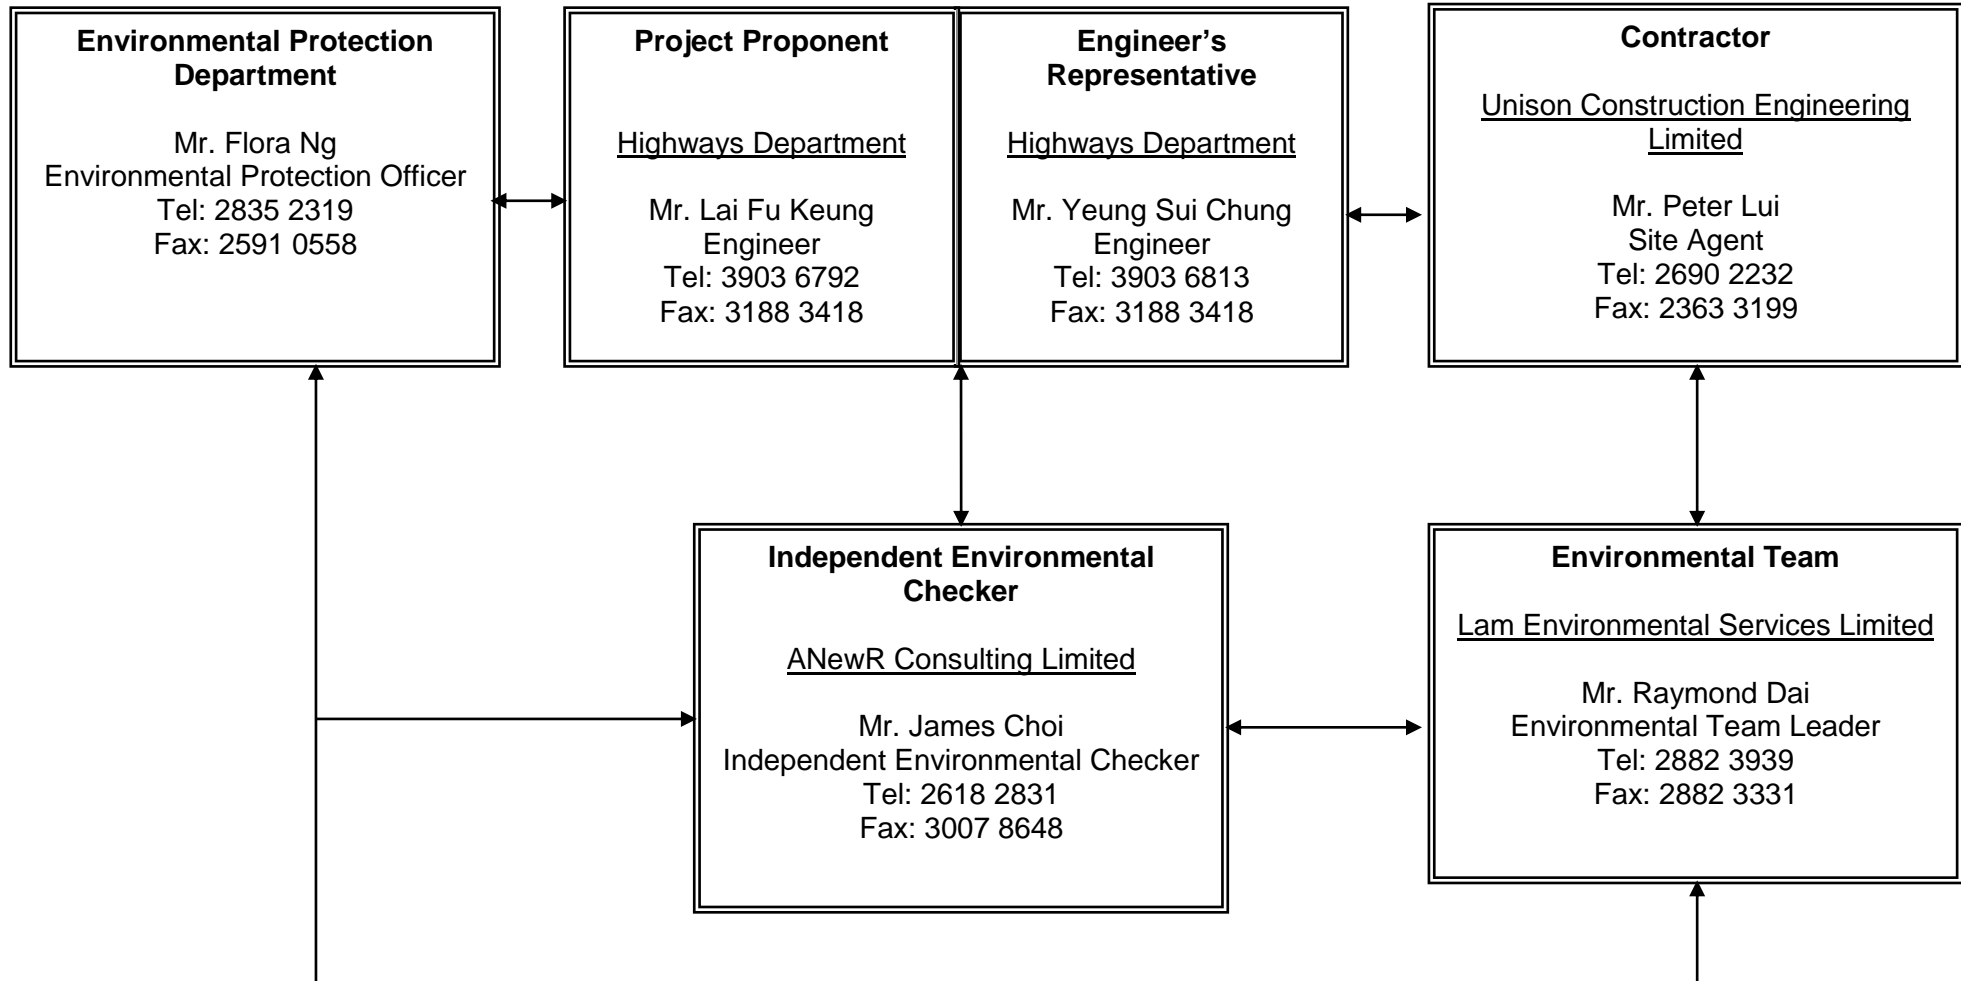 Environmental Protection
Department
Mr. Flora Ng
Environmental Protection Officer
Tel: 2835 2319
Fax: 2591 0558
Project Proponent
Highways Department
Mr. Lai Fu Keung
Engineer
Tel: 3903 6792
Fax: 3188 3418
Engineer’s
Representative
Highways Department
Mr. Yeung Sui Chung
Engineer
Tel: 3903 6813
Fax: 3188 3418
Contractor
Unison Construction Engineering
Limited
Mr. Peter Lui
Site Agent
Tel: 2690 2232
Fax: 2363 3199
Independent Environmental
Checker
ANewR Consulting Limited
Mr. James Choi
Independent Environmental Checker
Tel: 2618 2831
Fax: 3007 8648
Environmental Team
Lam Environmental Services Limited
Mr. Raymond Dai
Environmental Team Leader
Tel: 2882 3939
Fax: 2882 3331